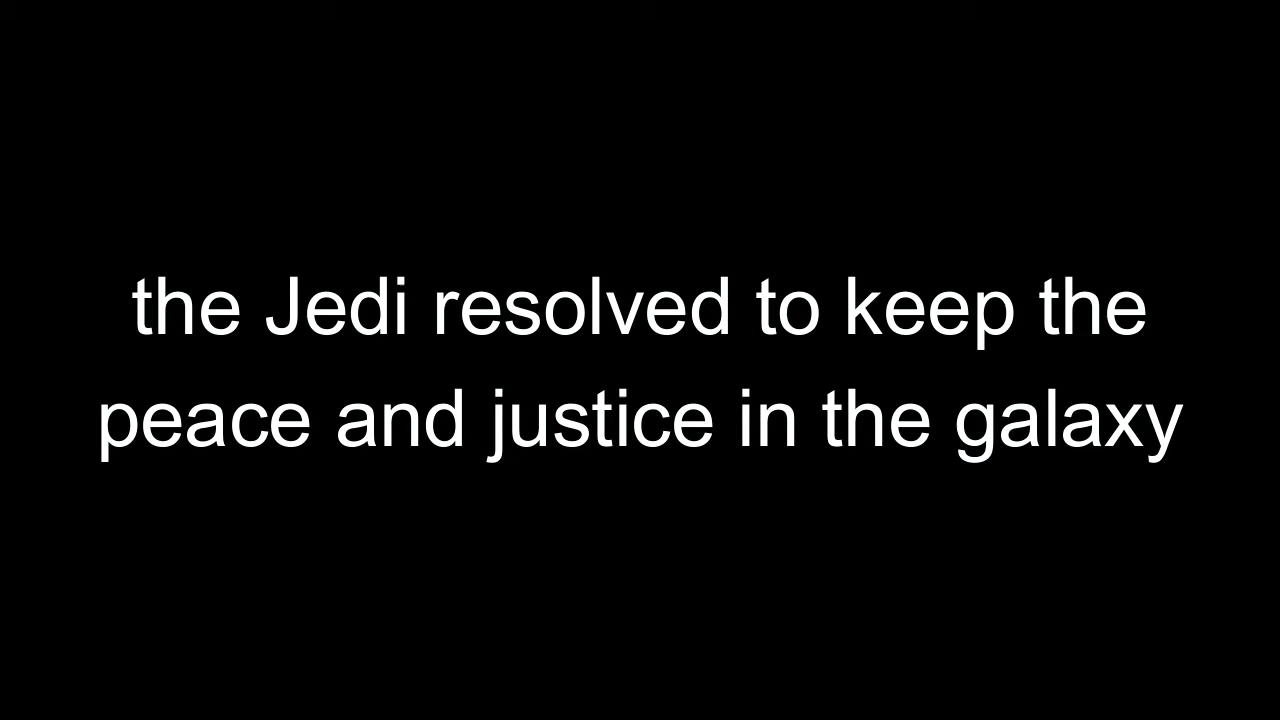 the Jedi resolved to keep the
peace and justice in the galaxy